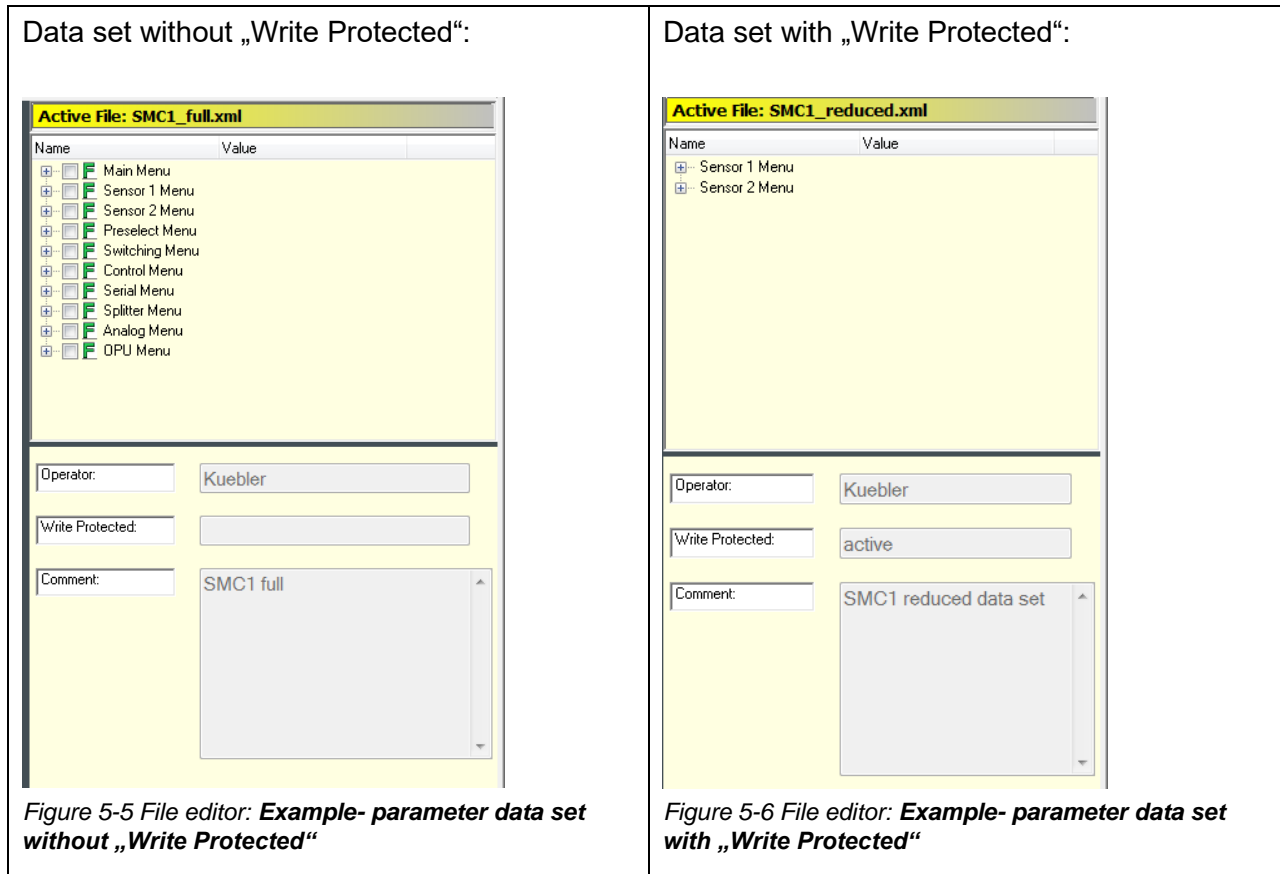 Data set without „Write Protected“:
Active File: SMC1_full.xml
Name Value
Main Menu
Sensor 1 Menu
Sensor 2 Menu
Preselect Menu
Switching Menu
Control Menu
Serial Menu
Splitter Menu
Analog Menu
OPU Menu
Operator: Kuebler
Write Protected:
Comment: SMC1 full
Figure 5-5 File editor: Example- parameter data set
without „Write Protected“
Data set with „Write Protected“:
Active File: SMC1_reduced.xml
Name Value
Sensor 1 Menu
Sensor 2 Menu
Operator: Kuebler
Write Protected: active
Comment: SMC1 reduced data set
Figure 5-6 File editor: Example- parameter data set
with „Write Protected“